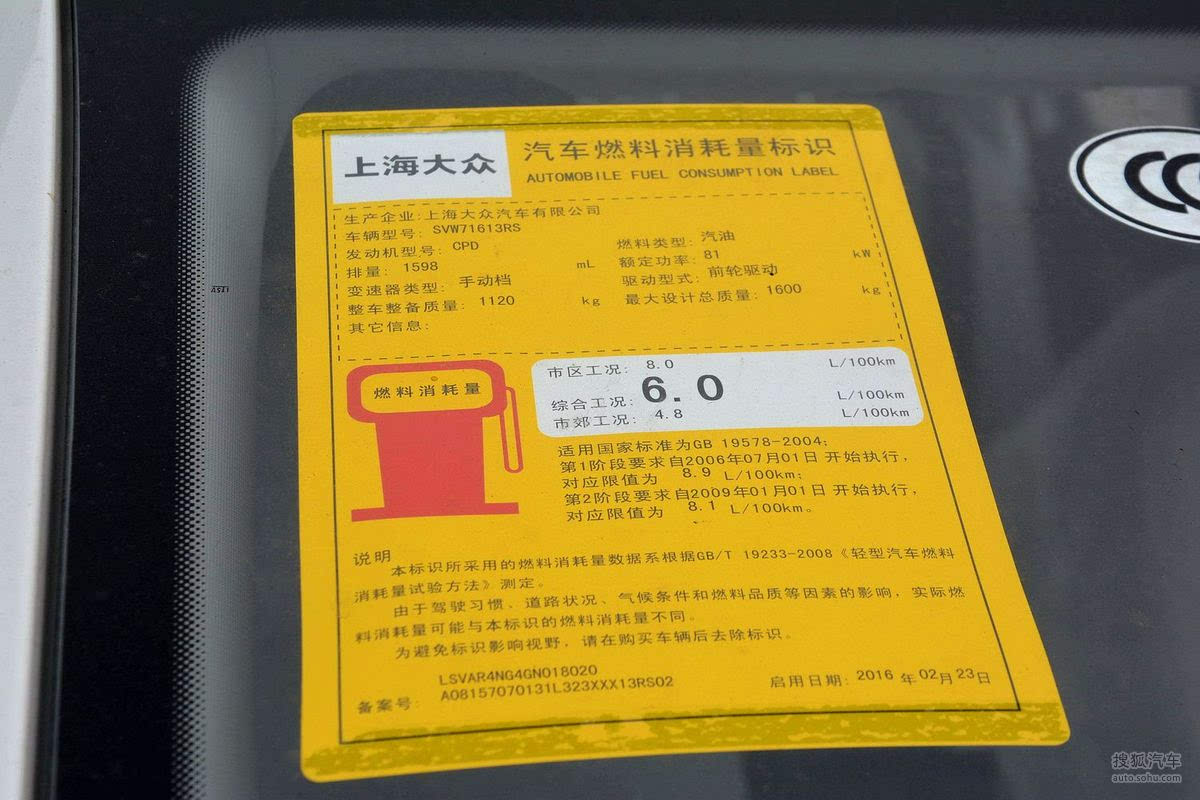 上海大众
汽车燃料消耗量标识
AUTOMOBILE FUEL CONSUMPTION LABEL
生产企业:上海大众汽车有限公司
车辆型号: SVW71613RS
发动机型号: CPD
燃料类型: 汽油
排量: 1598 mL
额定功率: 81 kW
变速器类型: 手动档
驱动型式: 前轮驱动
整车整备质量: 1120 kg
最大设计总质量: 1600 kg
其它信息:
燃料消耗量
市区工况: 8.0 L/100km
综合工况: 6.0 L/100km
市郊工况: 4.8 L/100km
适用国家标准为GB 19578-2004;
第1阶段要求自2006年07月01日 开始执行,
对应限值为 8.9 L/100km;
第2阶段要求自2009年01月01日 开始执行,
对应限值为 8.1 L/100km。
说明
本标识所采用的燃料消耗量数据系根据GB/T 19233-2008《轻型汽车燃料
消耗量试验方法》测定。
由于驾驶习惯、道路状况、气候条件和燃料品质等因素的影响,实际燃
料消耗量可能与本标识的燃料消耗量不同。
为避免标识影响视野,请在购买车辆后去除标识。
LSVAR4NG4GN018020
备案号: A08157070131L323XXX13RS02
启用日期: 2016 年02月23日
搜狐汽车
auto.sohu.com